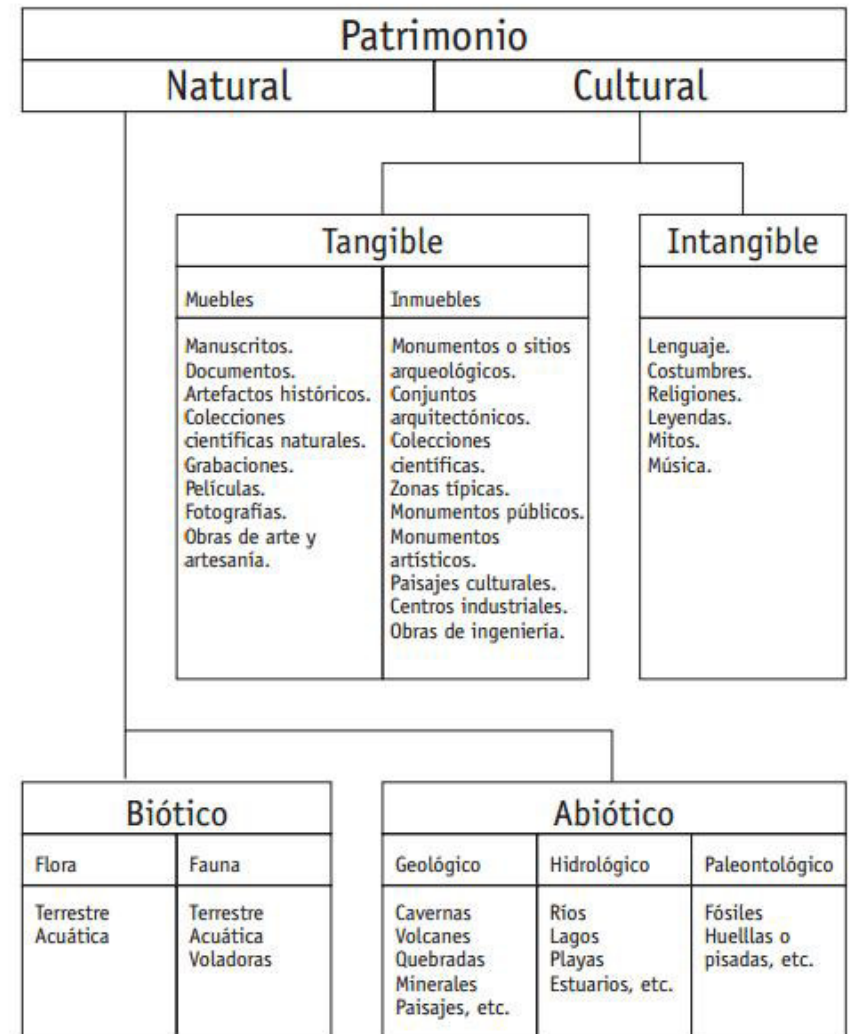 Patrimonio
Natural
Cultural
Tangible
Intangible
Muebles
Inmuebles
Manuscritos.
Documentos.
Artefactos históricos.
Colecciones
científicas naturales.
Grabaciones.
Películas.
Fotografías.
Obras de arte y
artesanía.
Monumentos o sitios
arqueológicos.
Conjuntos
arquitectónicos.
Colecciones
científicas.
Zonas típicas.
Monumentos públicos.
Monumentos
artísticos.
Paisajes culturales.
Centros industriales.
Obras de ingeniería.
Lenguaje.
Costumbres.
Religiones.
Leyendas.
Mitos.
Música.
Biótico
Flora
Fauna
Terrestre
Acuática
Terrestre
Acuática
Voladoras
Abiótico
Geológico
Hidrológico
Paleontológico
Cavernas
Volcanes
Quebradas
Minerales
Paisajes, etc.
Ríos
Lagos
Playas
Estuarios, etc.
Fósiles
Huelllas o
pisadas, etc.